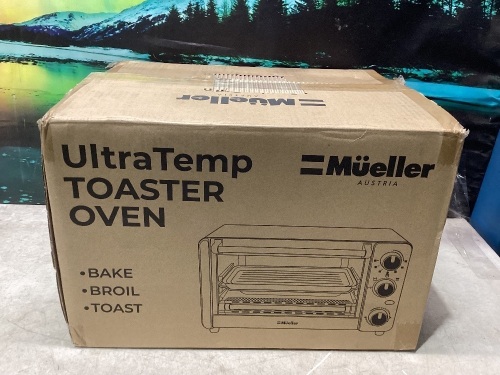 Mueller
UltraTemp
TOASTER
OVEN
Mueller
AUSTRIA
•BAKE
•BROIL
•TOAST
Mueller